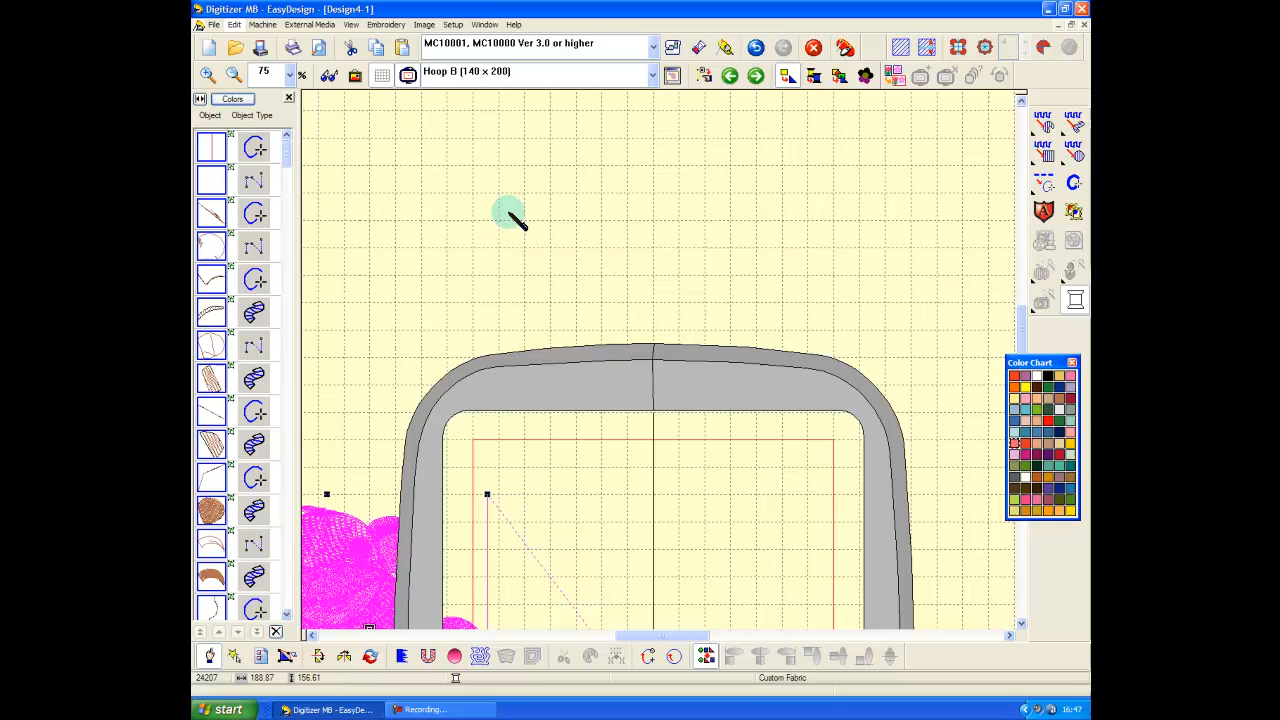 Digitizer MB - EasyDesign - [Design4-1]
File Edit Machine External Media View Embroidery Image Setup Window Help
MC10001, MC10000 Ver 3.0 or higher
75 % Hoop B (140 x 200)
Colors
Object Object Type
Color Chart
24207 188.87 156.61 Custom Fabric
start Digitizer MB - EasyDe... Recording... 16:47